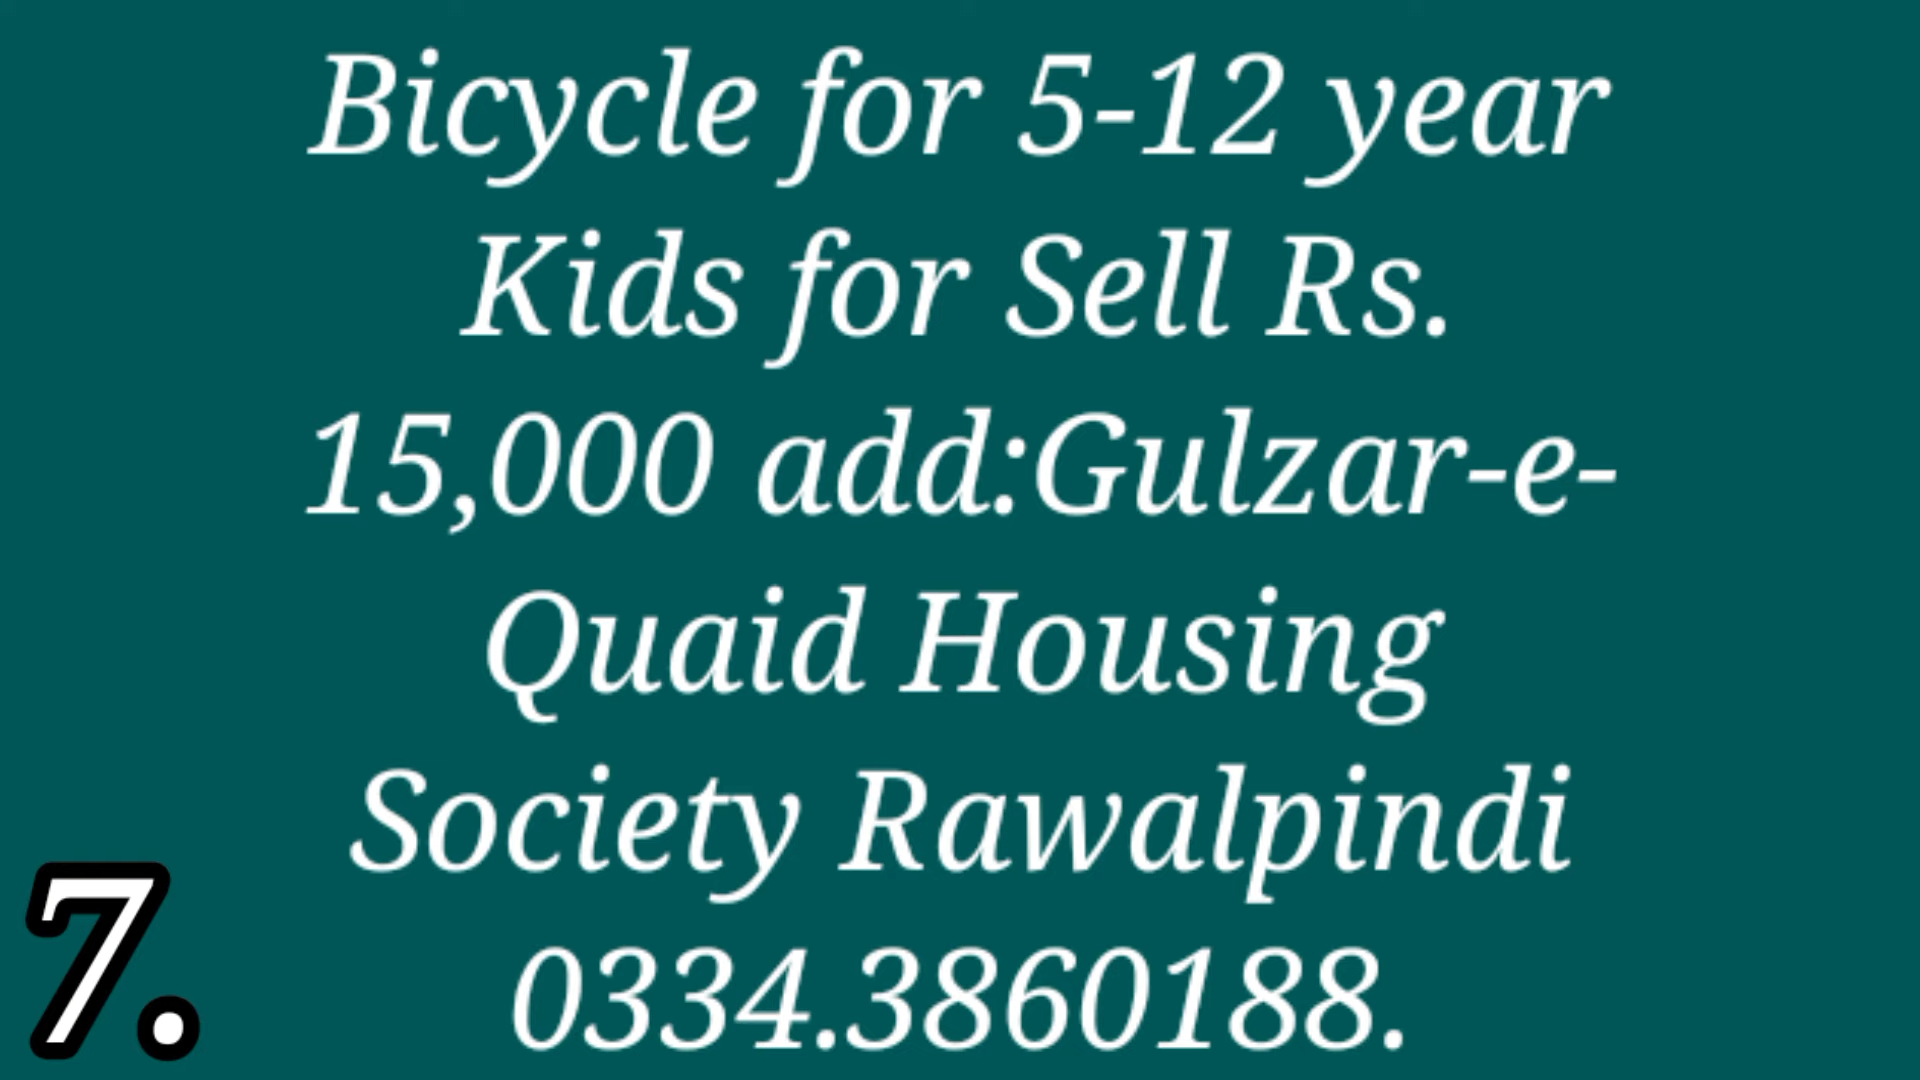 Bicycle for 5-12 year
Kids for Sell Rs.
15,000 add:Gulzar-e-
Quaid Housing
Society Rawalpindi
0334.3860188.
7.